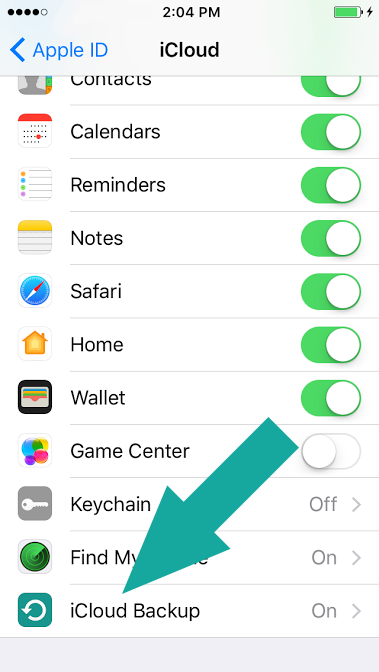 2:04 PM
Apple ID
iCloud
Contacts
Calendars
Reminders
Notes
Safari
Home
Wallet
Game Center
Keychain Off
Find My On
iCloud Backup On